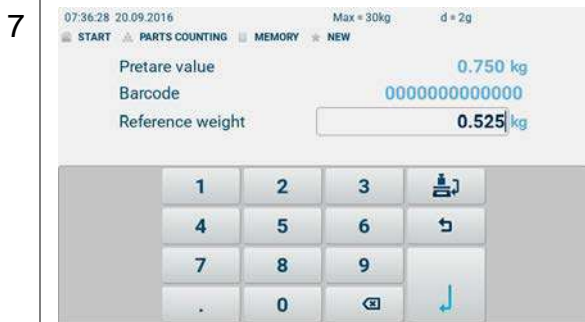 7
07:36:28 20.09.2016 Max = 30kg d = 2g
START PARTS COUNTING MEMORY NEW
Pretare value 0.750 kg
Barcode 0000000000000
Reference weight 0.525 kg
1 2 3
4 5 6
7 8 9
. 0